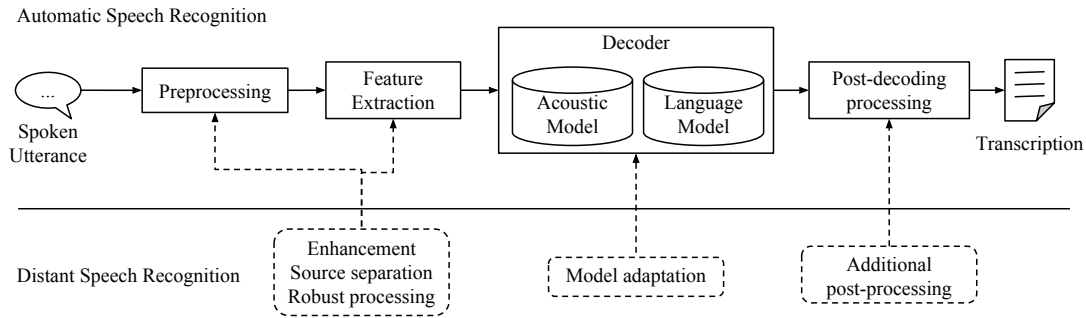 Automatic Speech Recognition
...
Spoken
Utterance
Preprocessing
Feature
Extraction
Decoder
Acoustic
Model
Language
Model
Post-decoding
processing
Transcription
Distant Speech Recognition
Enhancement
Source separation
Robust processing
Model adaptation
Additional
post-processing